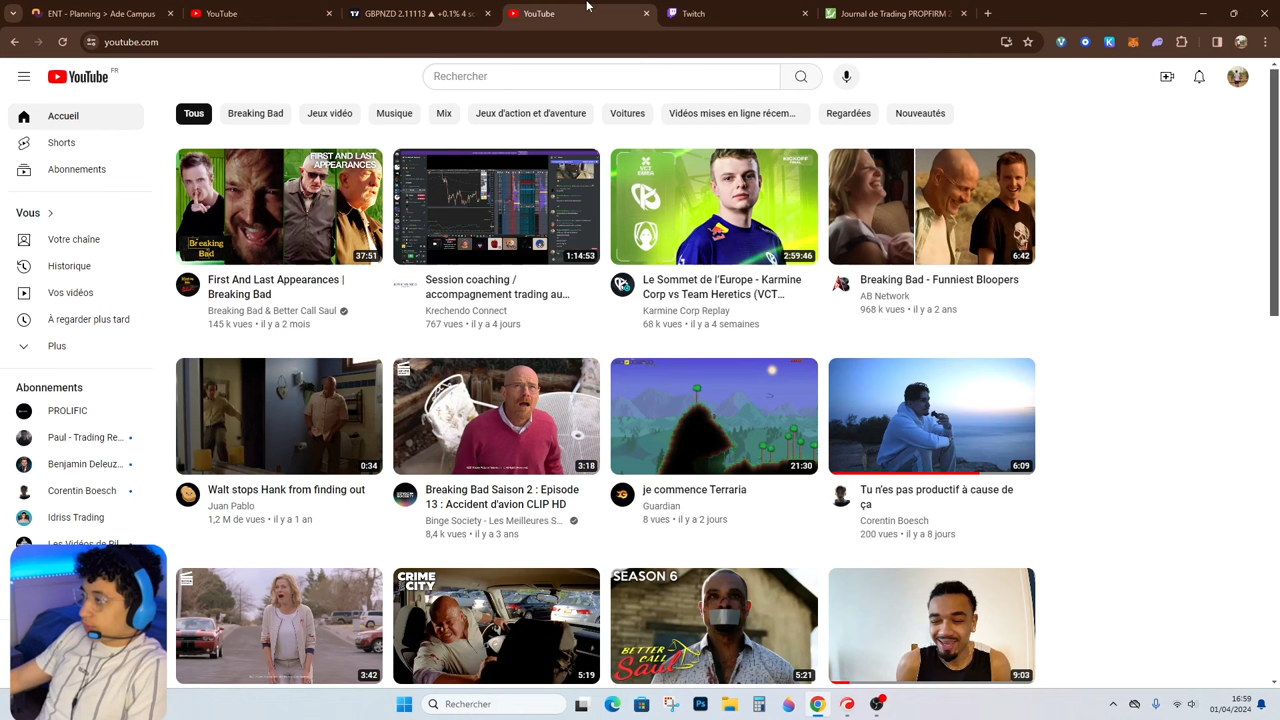 ENT – Planning
YouTube
GBPNZD 2.11113 ▲ +0.1% 4 s
YouTube
Twitch
Journal de Trading PROPFIRM 2
youtube.com
YouTube FR
Rechercher
Tous
Breaking Bad
Jeux vidéo
Musique
Mix
Jeux d'action et d'aventure
Voitures
Vidéos mises en ligne récem...
Regardées
Nouveautés
Accueil
Shorts
Abonnements
Vous
Votre chaîne
Historique
Vos vidéos
À regarder plus tard
Plus
Abonnements
PROLIFIC
Paul - Trading Re...
Benjamin Deleuz...
Corentin Boesch
Idriss Trading
FIRST AND LAST
APPEARANCES
Breaking
Bad
37:51
First And Last Appearances |
Breaking Bad
Breaking Bad & Better Call Saul
145 k vues • il y a 2 mois
1:14:53
Session coaching /
accompagnement trading au...
Krechendo Connect
767 vues • il y a 4 jours
EMEA
KICKOFF
2:59:46
Le Sommet de l'Europe - Karmine
Corp vs Team Heretics (VCT...
Karmine Corp Replay
68 k vues • il y a 4 semaines
6:42
Breaking Bad - Funniest Bloopers
AB Network
968 k vues • il y a 2 ans
0:34
Walt stops Hank from finding out
Juan Pablo
1,2 M de vues • il y a 1 an
3:18
Breaking Bad Saison 2 : Episode
13 : Accident d'avion CLIP HD
Binge Society - Les Meilleures S...
8,4 k vues • il y a 3 ans
21:30
je commence Terraria
Guardian
8 vues • il y a 2 jours
6:09
Tu n'es pas productif à cause de
ça
Corentin Boesch
200 vues • il y a 8 jours
3:42
CRIME
CITY
5:19
SEASON 6
BETTER
CALL
Saul
5:21
9:03
Rechercher
16:59
01/04/2024